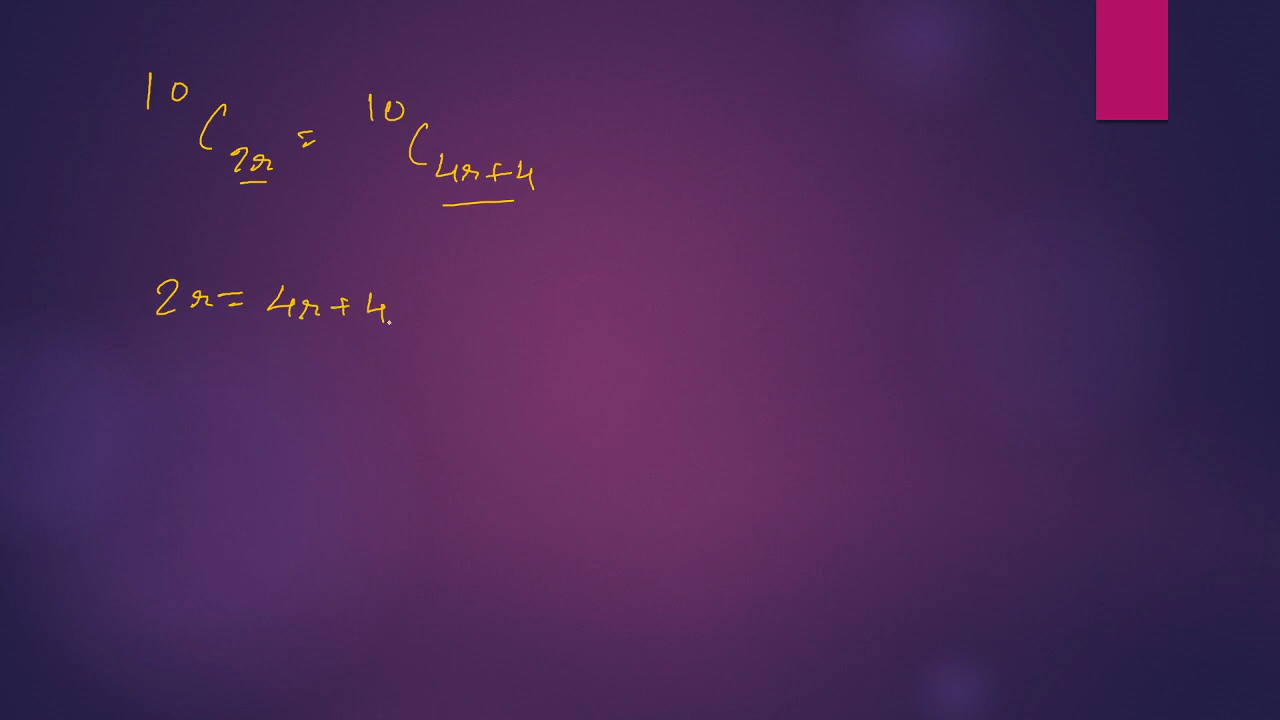 ¹⁰C₂ᵣ = ¹⁰C₄ᵣ₊₄
2r = 4r + 4